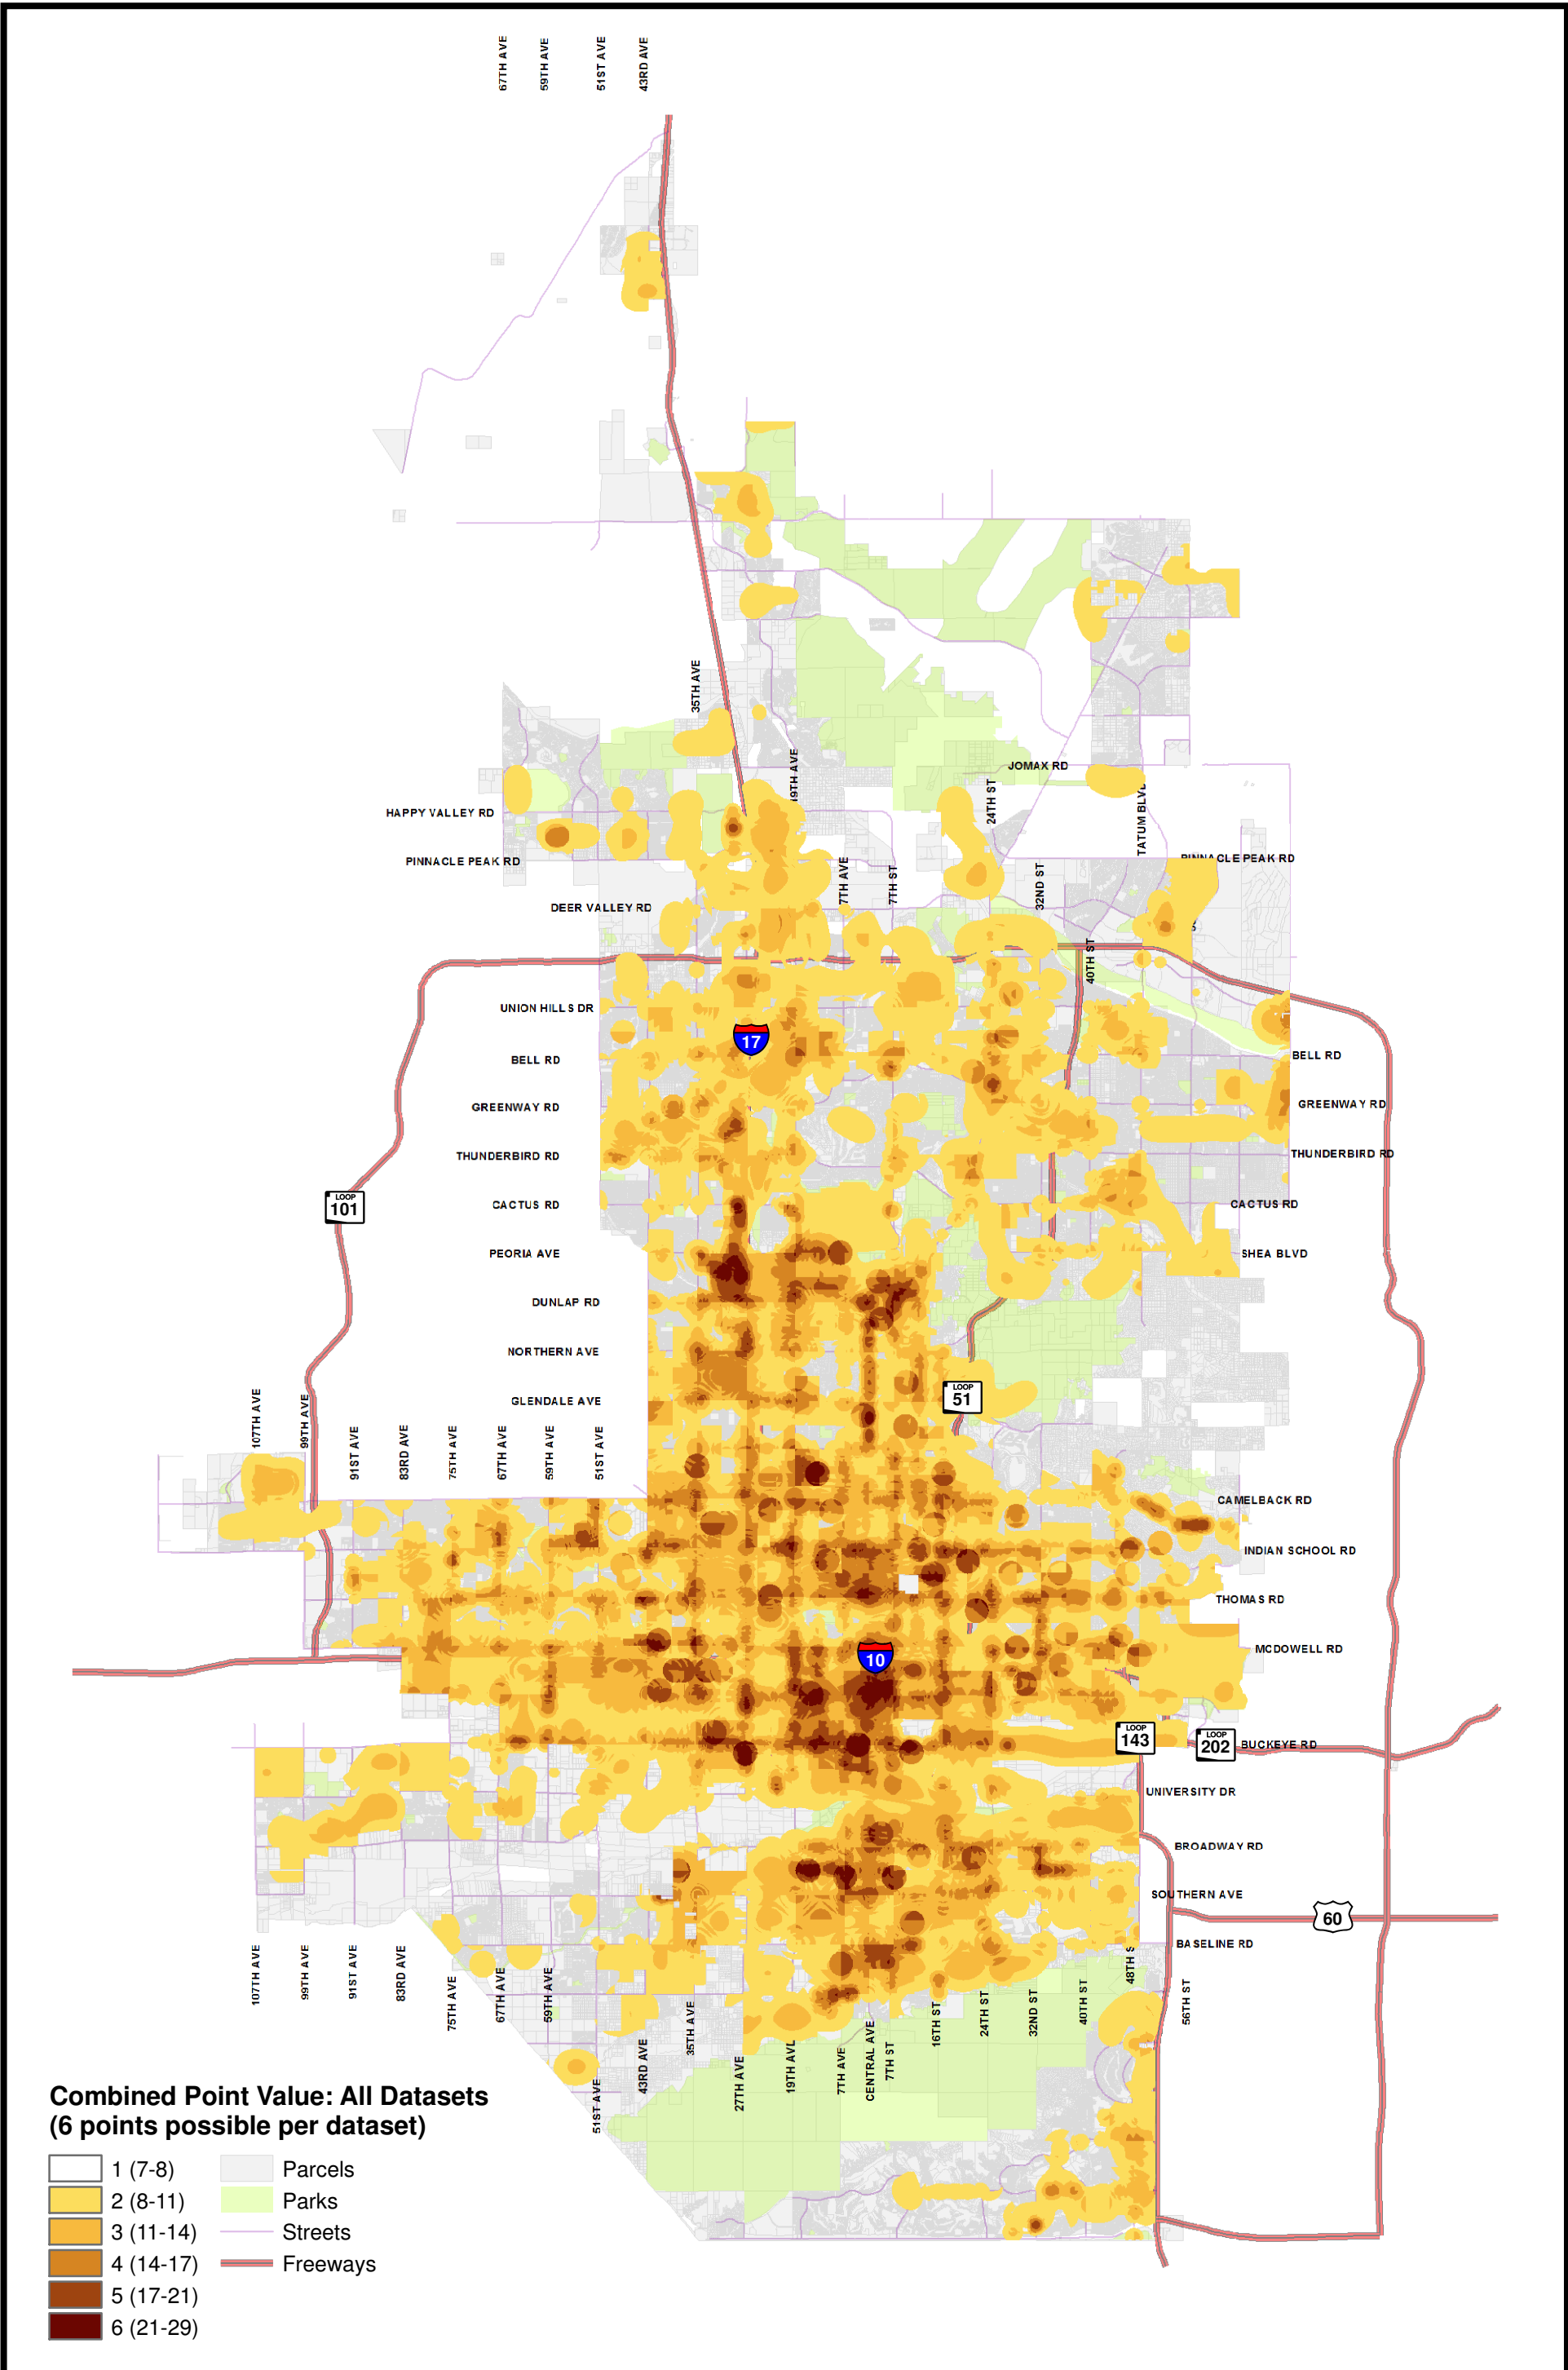 67TH AVE
59TH AVE
51ST AVE
43RD AVE
35TH AVE
19TH AVE
JOMAX RD
24TH ST
TATUM BLVD
HAPPY VALLEY RD
PINNACLE PEAK RD
PINNACLE PEAK RD
7TH AVE
7TH ST
32ND ST
DEER VALLEY RD
40TH ST
UNION HILLS DR
17
BELL RD
BELL RD
GREENWAY RD
GREENWAY RD
THUNDERBIRD RD
THUNDERBIRD RD
LOOP
101
CACTUS RD
CACTUS RD
PEORIA AVE
SHEA BLVD
DUNLAP RD
NORTHERN AVE
GLENDALE AVE
LOOP
51
107TH AVE
99TH AVE
91ST AVE
83RD AVE
75TH AVE
67TH AVE
59TH AVE
51ST AVE
CAMELBACK RD
INDIAN SCHOOL RD
THOMAS RD
MCDOWELL RD
10
LOOP
143
LOOP
202
BUCKEYE RD
UNIVERSITY DR
BROADWAY RD
SOUTHERN AVE
60
BASELINE RD
107TH AVE
99TH AVE
91ST AVE
83RD AVE
75TH AVE
67TH AVE
59TH AVE
51ST AVE
43RD AVE
35TH AVE
27TH AVE
19TH AVE
7TH AVE
CENTRAL AVE
7TH ST
16TH ST
24TH ST
32ND ST
40TH ST
48TH S
56TH ST
Combined Point Value: All Datasets
(6 points possible per dataset)
1 (7-8)
2 (8-11)
3 (11-14)
4 (14-17)
5 (17-21)
6 (21-29)
Parcels
Parks
Streets
Freeways